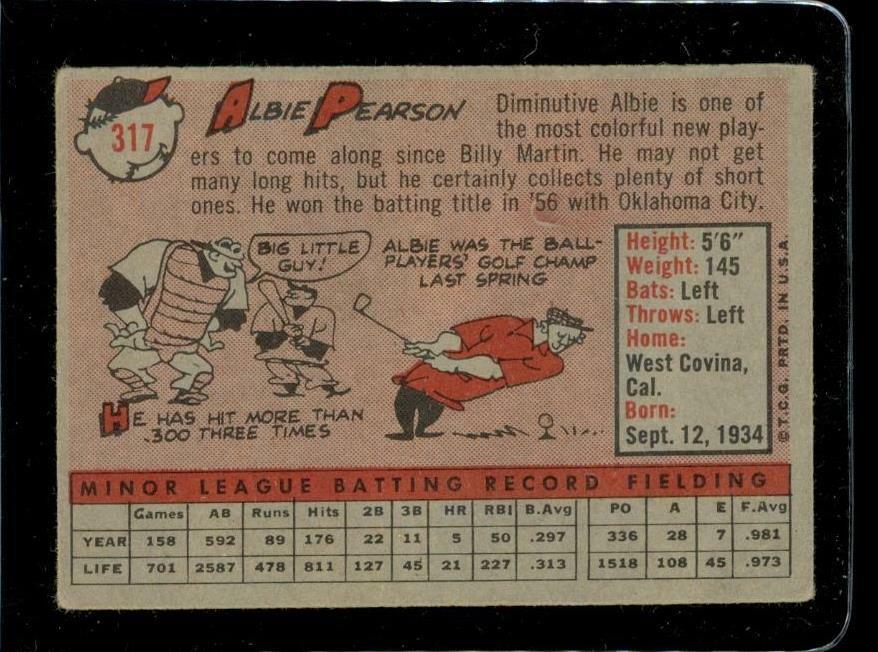 317
ALBIE PEARSON
Diminutive Albie is one of
the most colorful new play-
ers to come along since Billy Martin. He may not get
many long hits, but he certainly collects plenty of short
ones. He won the batting title in '56 with Oklahoma City.
BIG LITTLE
GUY!
HE HAS HIT MORE THAN
.300 THREE TIMES
ALBIE WAS THE BALL-
PLAYERS' GOLF CHAMP
LAST SPRING
Height: 5'6"
Weight: 145
Bats: Left
Throws: Left
Home:
West Covina,
Cal.
Born:
Sept. 12, 1934
©T.C.G. PRTD. IN U.S.A.
MINOR LEAGUE BATTING RECORD FIELDING
Games AB Runs Hits 2B 3B HR RBI B.Avg PO A E F.Avg
YEAR 158 592 89 176 22 11 5 50 .297 336 28 7 .981
LIFE 701 2587 478 811 127 45 21 227 .313 1518 108 45 .973